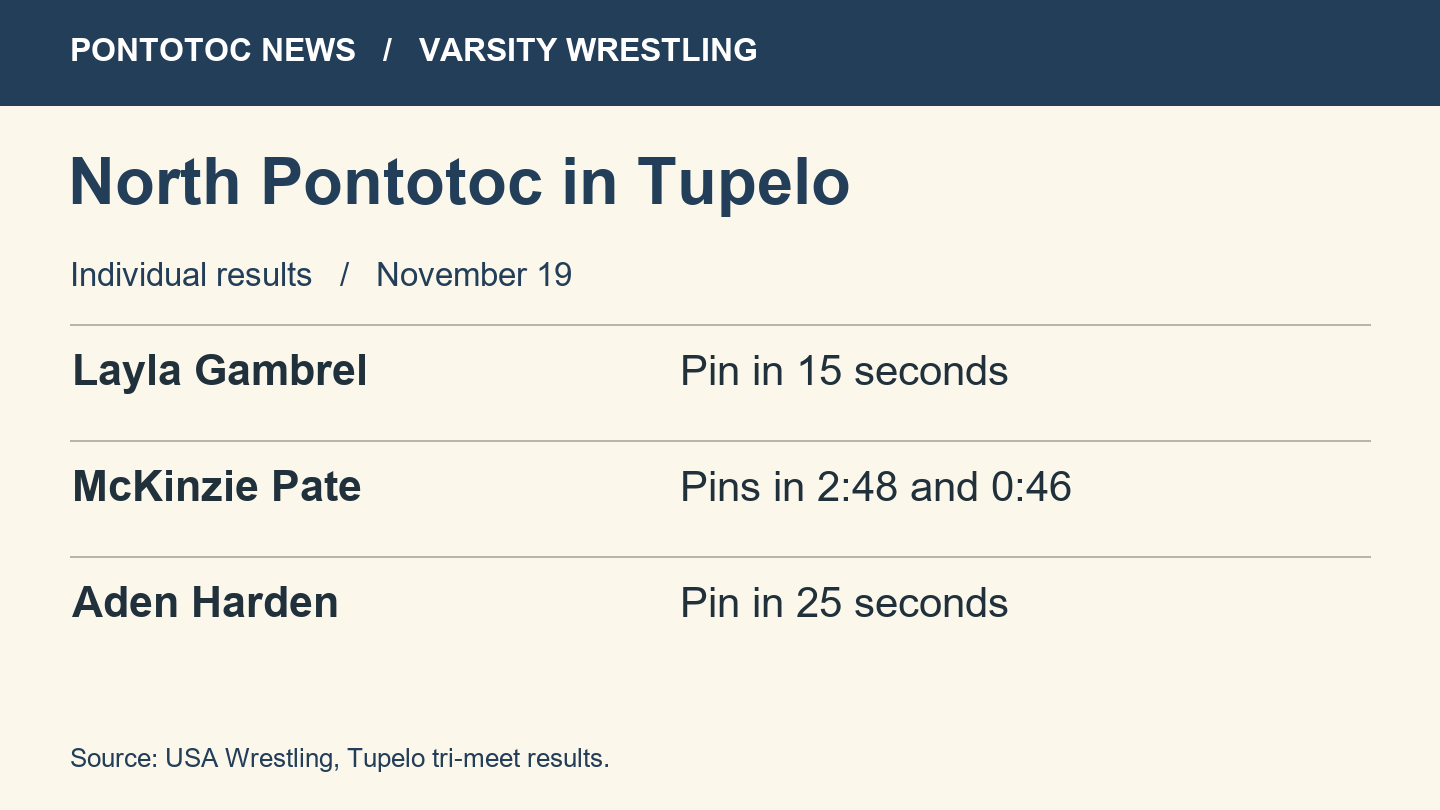 PONTOTOC NEWS / VARSITY WRESTLING
North Pontotoc in Tupelo
Individual results / November 19
Layla Gambrel Pin in 15 seconds
McKinzie Pate Pins in 2:48 and 0:46
Aden Harden Pin in 25 seconds
Source: USA Wrestling, Tupelo tri-meet results.